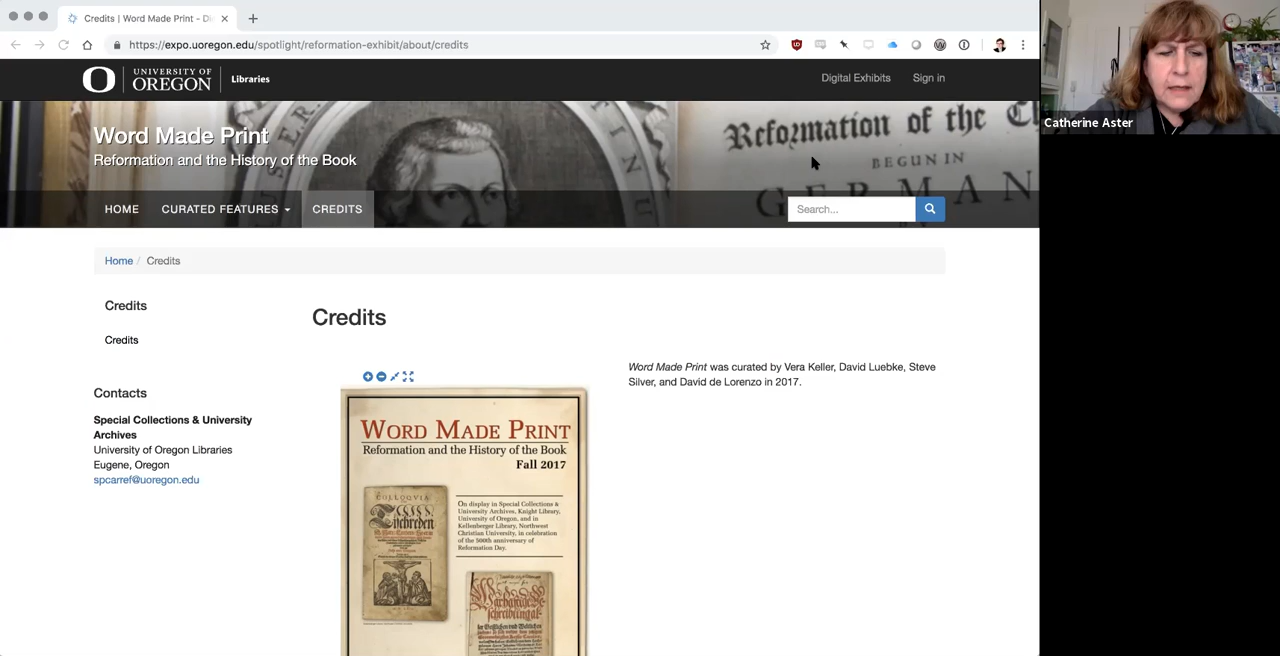 Credits | Word Made Print - Di
https://expo.uoregon.edu/spotlight/reformation-exhibit/about/credits
O UNIVERSITY OF OREGON Libraries
Digital Exhibits Sign in
Catherine Aster
Word Made Print
Reformation and the History of the Book
Reformation of the
BEGUN IN
GERMAN
HOME CURATED FEATURES CREDITS
Search...
Home / Credits
Credits
Credits
Contacts
Special Collections & University
Archives
University of Oregon Libraries
Eugene, Oregon
spcarref@uoregon.edu
Credits
WORD MADE PRINT
Reformation and the History of the Book
Fall 2017
COLLOQVIA
On display in Special Collections &
University Archives, Knight Library,
University of Oregon, and in
Kellenberger Library, Northwest
Christian University, in celebration
of the 500th anniversary of
Reformation Day.
Word Made Print was curated by Vera Keller, David Luebke, Steve
Silver, and David de Lorenzo in 2017.